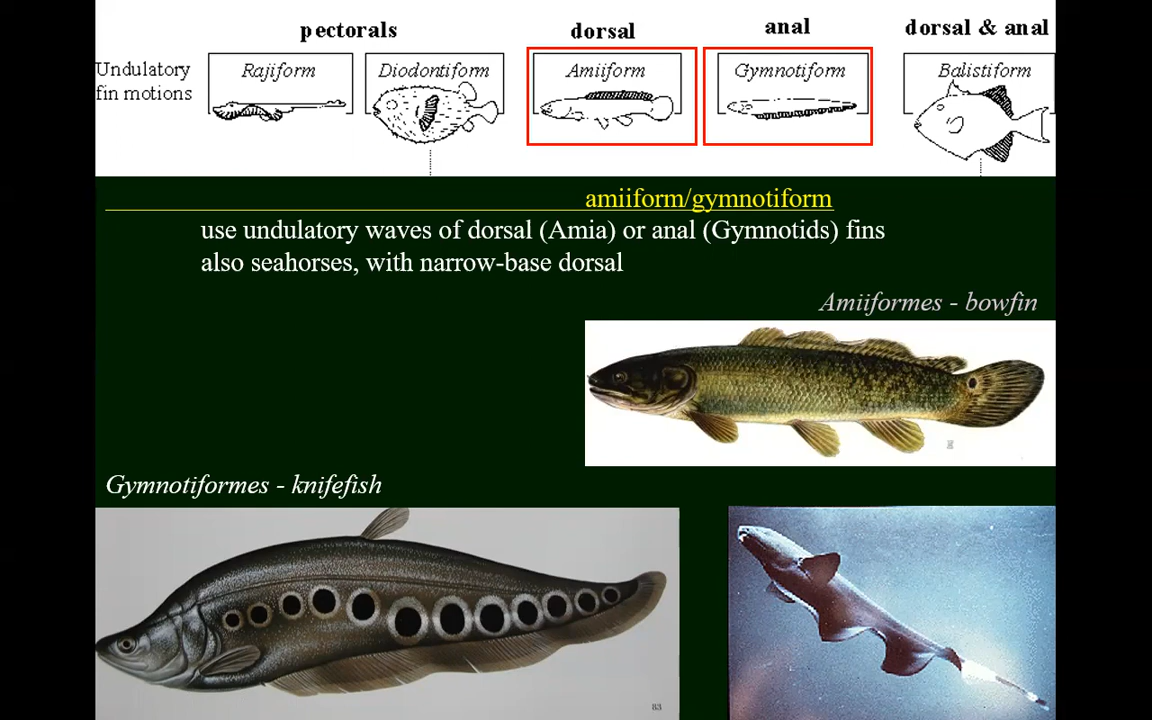 pectorals
dorsal
anal
dorsal & anal
Undulatory
fin motions
Rajiform
Diodontiform
Amiiform
Gymnotiform
Balistiform
amiiform/gymnotiform
use undulatory waves of dorsal (Amia) or anal (Gymnotids) fins
also seahorses, with narrow-base dorsal
Amiiformes - bowfin
Gymnotiformes - knifefish
83